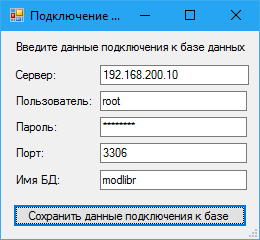 Подключение ...
Введите данные подключения к базе данных
Сервер: 192.168.200.10
Пользователь: root
Пароль: ********
Порт: 3306
Имя БД: modlibr
Сохранить данные подключения к базе